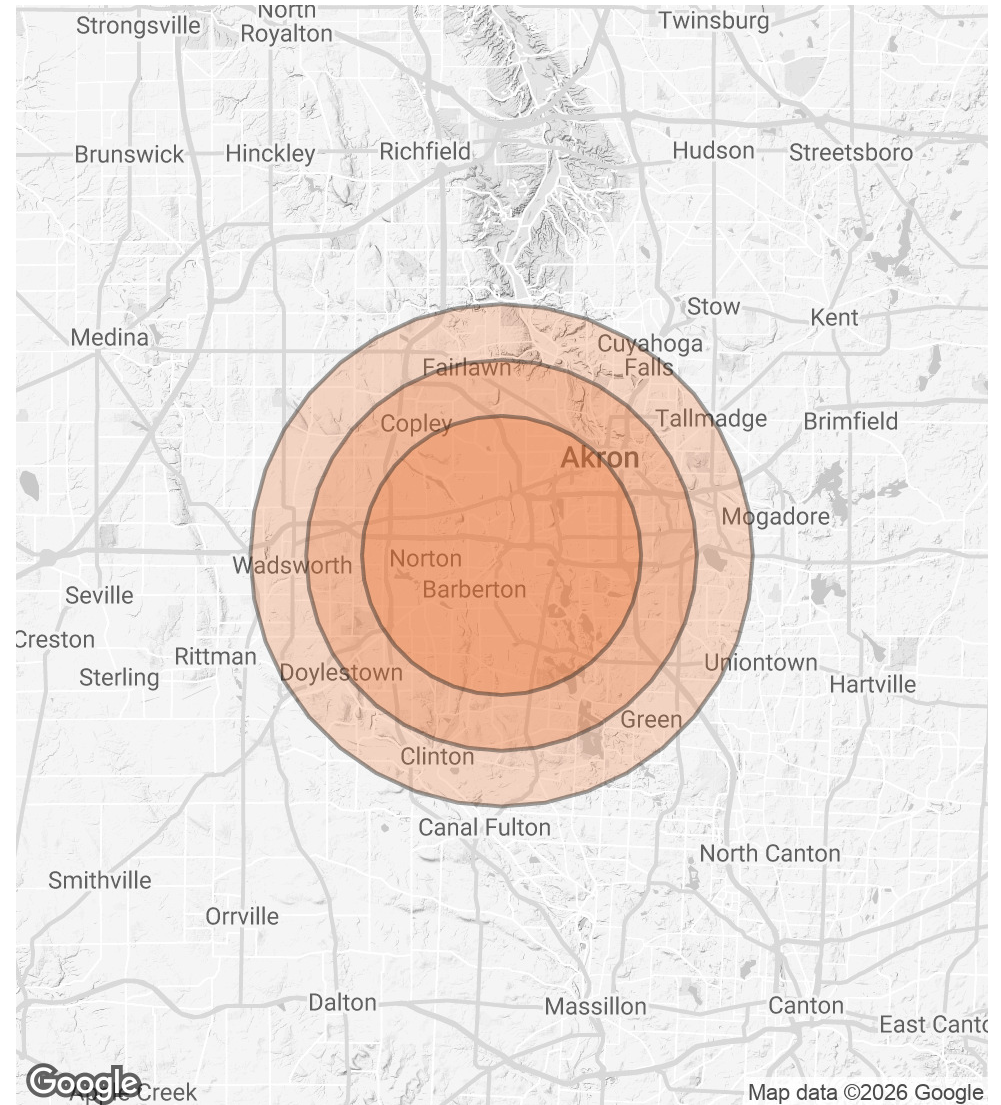 North
Strongsville
Royalton
Twinsburg
Brunswick
Hinckley
Richfield
Hudson
Streetsboro
Stow
Kent
Medina
Cuyahoga
Falls
Fairlawn
Copley
Tallmadge
Brimfield
Akron
Mogadore
Wadsworth
Norton
Barberton
Seville
Creston
Rittman
Sterling
Doylestown
Uniontown
Hartville
Green
Clinton
Canal Fulton
North Canton
Smithville
Orrville
Dalton
Massillon
Canton
East Canto
Google
Creek
Map data ©2026 Google